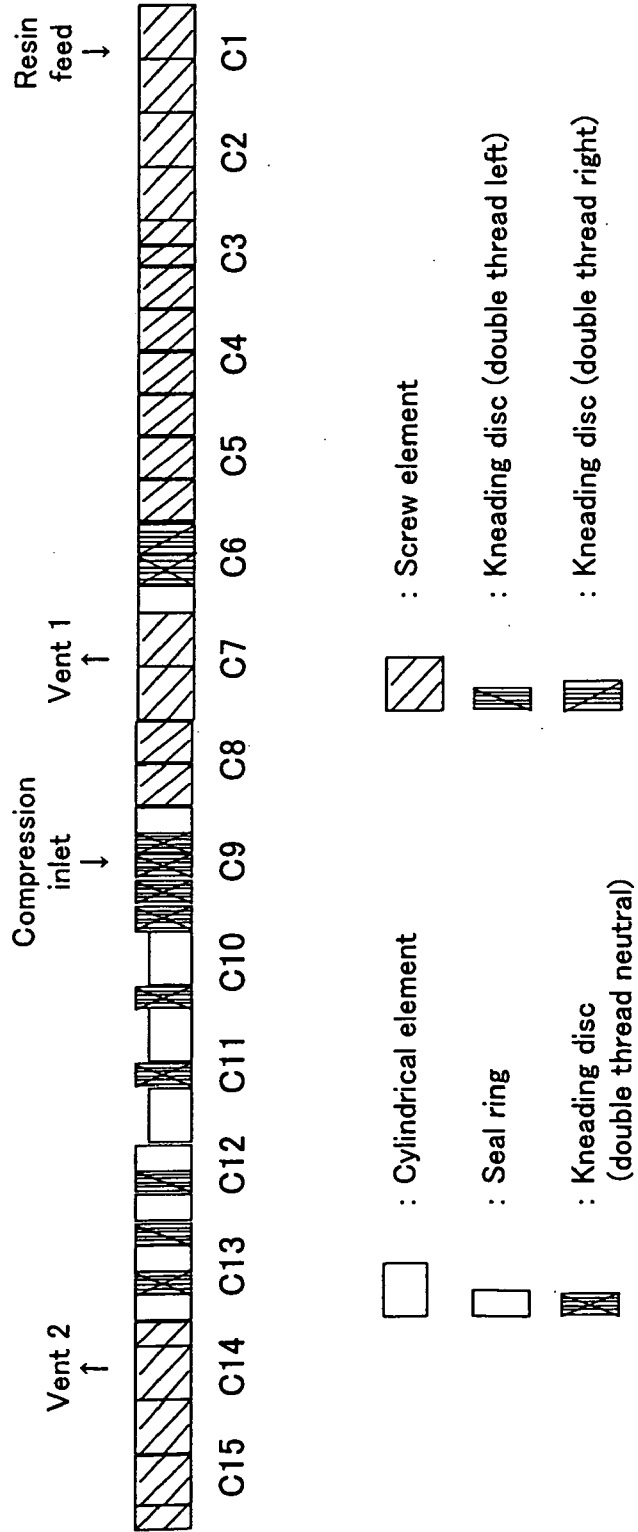 Vent 2
Compression
inlet
Vent 1
Resin
feed
↑ ↓ ↑ ↓
C15 C14 C13 C12 C11 C10 C9 C8 C7 C6 C5 C4 C3 C2 C1
: Cylindrical element
: Seal ring
: Kneading disc
(double thread neutral)
: Screw element
: Kneading disc (double thread left)
: Kneading disc (double thread right)